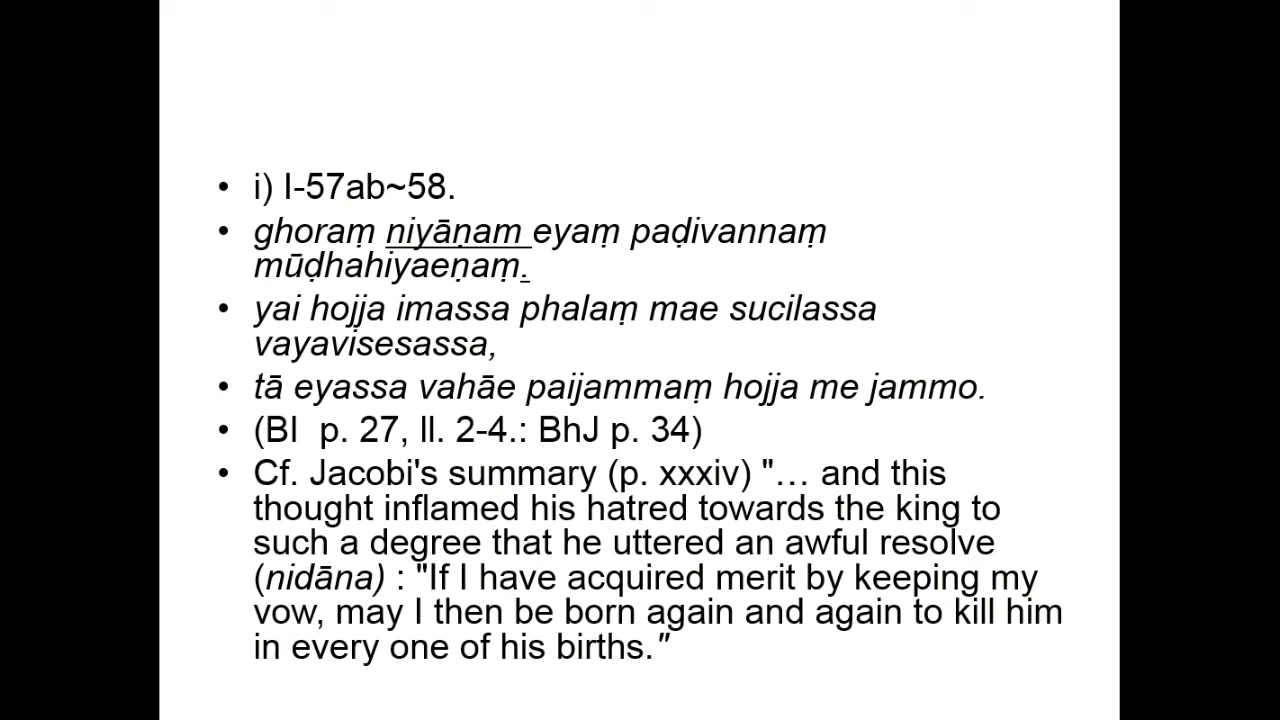 • i) I-57ab~58.
• ghoraṃ niyāṇam eyaṃ paḍivannaṃ
mūḍhahiyaeṇaṃ.
• yai hojja imassa phalaṃ mae sucilassa
vayavisesassa,
• tā eyassa vahāe paijammaṃ hojja me jammo.
• (BI p. 27, ll. 2-4.: BhJ p. 34)
• Cf. Jacobi's summary (p. xxxiv) "… and this
thought inflamed his hatred towards the king to
such a degree that he uttered an awful resolve
(nidāna) : "If I have acquired merit by keeping my
vow, may I then be born again and again to kill him
in every one of his births."